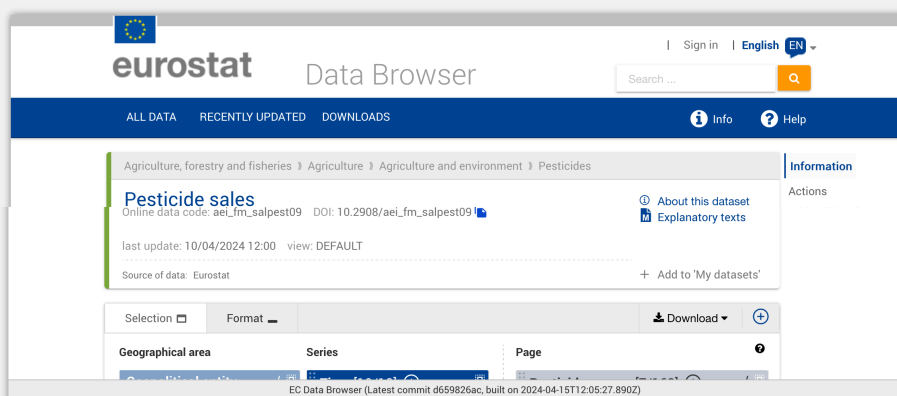 | Sign in | English EN
eurostat
Data Browser
Search ...
ALL DATA RECENTLY UPDATED DOWNLOADS
Info Help
Agriculture, forestry and fisheries Agriculture Agriculture and environment Pesticides
Information
Actions
Pesticide sales
About this dataset
Online data code: aei_fm_salpest09 DOI: 10.2908/aei_fm_salpest09
M Explanatory texts
last update: 10/04/2024 12:00 view: DEFAULT
Source of data: Eurostat
+ Add to 'My datasets'
Selection Format
Download
Geographical area Series Page
EC Data Browser (Latest commit d659826ac, built on 2024-04-15T12:05:27.890Z)